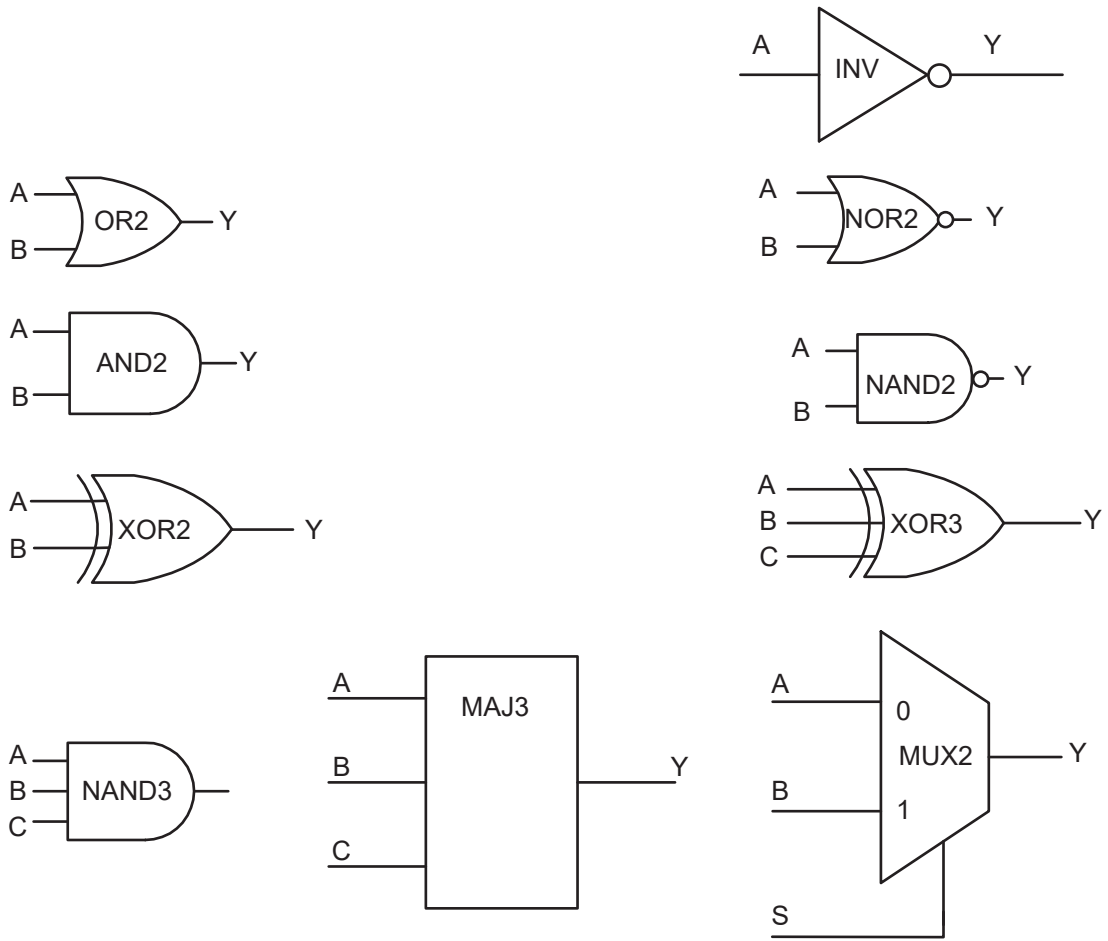 A INV Y
A OR2 Y
B
A NOR2 Y
B
A AND2 Y
B
A NAND2 Y
B
A XOR2 Y
B
A
B XOR3 Y
C
A
B NAND3
C
A MAJ3
B Y
C
A 0
MUX2 Y
B 1
S